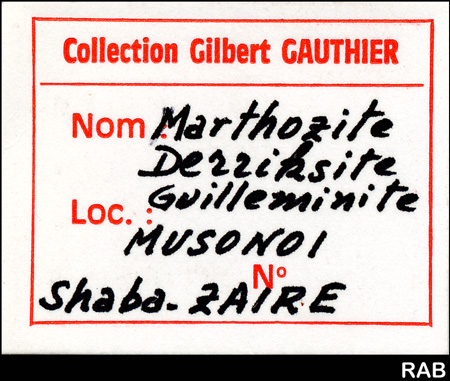 Collection Gilbert GAUTHIER
Nom : Marthozite
Derriksite
Guilleminite
Loc. :
MUSONOI
N°
Shaba- ZAIRE
RAB